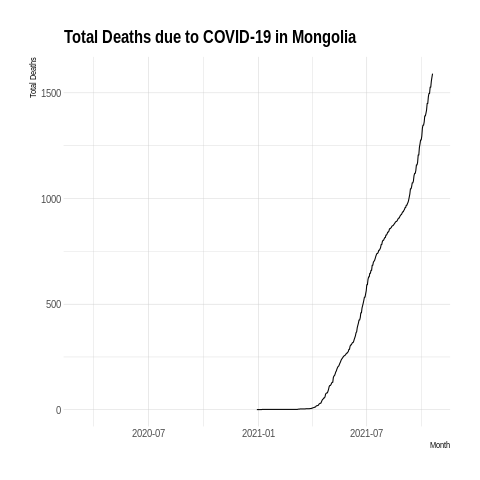 Total Deaths due to COVID-19 in Mongolia
Total Deaths
1500
1000
500
0
2020-07
2021-01
2021-07
Month